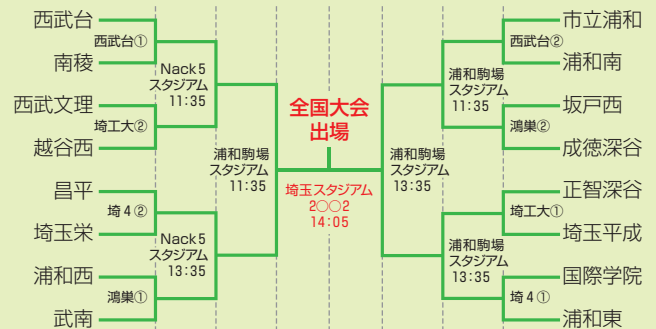 西武台
西武台①
南稜
Nack5
スタジアム
11:35
西武文理
埼工大②
越谷西
浦和駒場
スタジアム
11:35
昌平
埼4②
埼玉栄
Nack5
スタジアム
13:35
浦和西
鴻巣①
武南
全国大会
出場
埼玉スタジアム
2○○2
14:05
市立浦和
西武台②
浦和南
浦和駒場
スタジアム
11:35
坂戸西
鴻巣②
成徳深谷
浦和駒場
スタジアム
13:35
正智深谷
埼工大①
埼玉平成
浦和駒場
スタジアム
13:35
国際学院
埼4①
浦和東